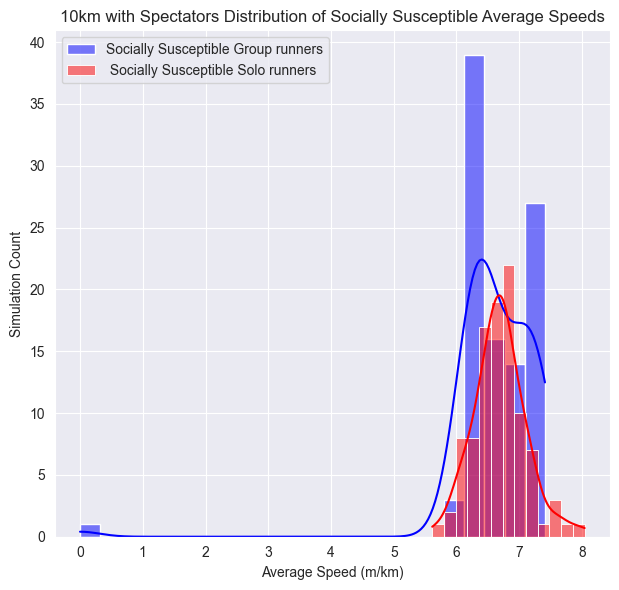 10km with Spectators Distribution of Socially Susceptible Average Speeds
Socially Susceptible Group runners
Socially Susceptible Solo runners
40
35
30
25
20
15
10
5
0
Simulation Count
0 1 2 3 4 5 6 7 8
Average Speed (m/km)